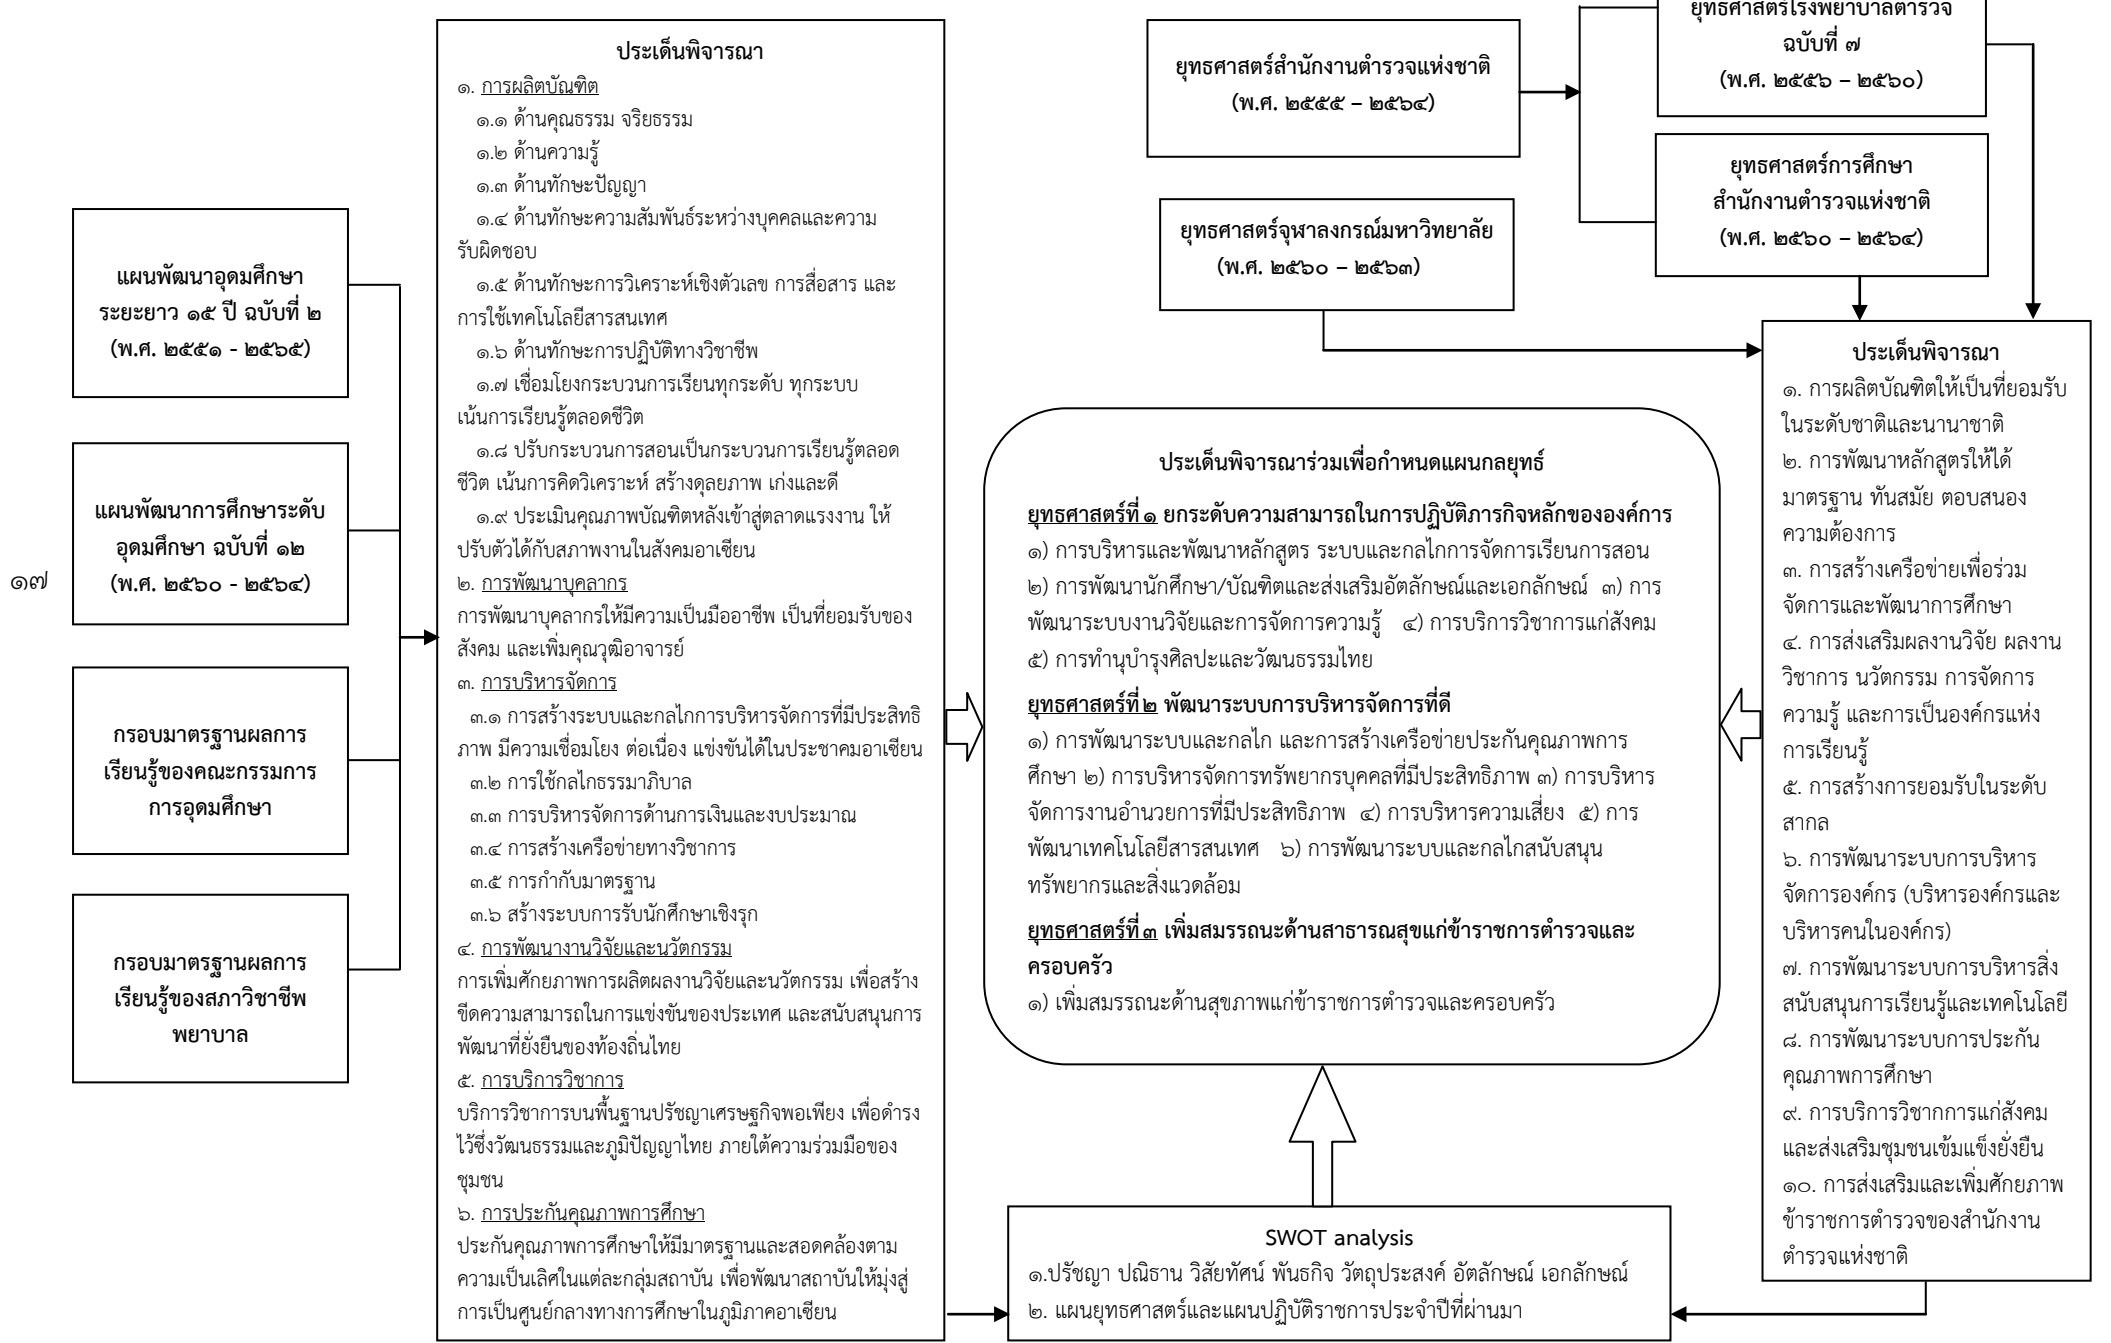 ๑๗
แผนพัฒนาอุดมศึกษา
ระยะยาว ๑๕ ปี ฉบับที่ ๒
(พ.ศ. ๒๕๕๑ - ๒๕๖๕)
แผนพัฒนาการศึกษาระดับ
อุดมศึกษา ฉบับที่ ๑๒
(พ.ศ. ๒๕๖๐ - ๒๕๖๔)
กรอบมาตรฐานผลการ
เรียนรู้ของคณะกรรมการ
การอุดมศึกษา
กรอบมาตรฐานผลการ
เรียนรู้ของสภาวิชาชีพ
พยาบาล
ประเด็นพิจารณา
๑. การผลิตบัณฑิต
๑.๑ ด้านคุณธรรม จริยธรรม
๑.๒ ด้านความรู้
๑.๓ ด้านทักษะปัญญา
๑.๔ ด้านทักษะความสัมพันธ์ระหว่างบุคคลและความ
รับผิดชอบ
๑.๕ ด้านทักษะการวิเคราะห์เชิงตัวเลข การสื่อสาร และ
การใช้เทคโนโลยีสารสนเทศ
๑.๖ ด้านทักษะการปฏิบัติทางวิชาชีพ
๑.๗ เชื่อมโยงกระบวนการเรียนทุกระดับ ทุกระบบ
เน้นการเรียนรู้ตลอดชีวิต
๑.๘ ปรับกระบวนการสอนเป็นกระบวนการเรียนรู้ตลอด
ชีวิต เน้นการคิดวิเคราะห์ สร้างดุลยภาพ เก่งและดี
๑.๙ ประเมินคุณภาพบัณฑิตหลังเข้าสู่ตลาดแรงงาน ให้
ปรับตัวได้กับสภาพงานในสังคมอาเซียน
๒. การพัฒนาบุคลากร
การพัฒนาบุคลากรให้มีความเป็นมืออาชีพ เป็นที่ยอมรับของ
สังคม และเพิ่มคุณวุฒิอาจารย์
๓. การบริหารจัดการ
๓.๑ การสร้างระบบและกลไกการบริหารจัดการที่มีประสิทธิ
ภาพ มีความเชื่อมโยง ต่อเนื่อง แข่งขันได้ในประชาคมอาเซียน
๓.๒ การใช้กลไกธรรมาภิบาล
๓.๓ การบริหารจัดการด้านการเงินและงบประมาณ
๓.๔ การสร้างเครือข่ายทางวิชาการ
๓.๕ การกำกับมาตรฐาน
๓.๖ สร้างระบบการรับนักศึกษาเชิงรุก
๔. การพัฒนางานวิจัยและนวัตกรรม
การเพิ่มศักยภาพการผลิตผลงานวิจัยและนวัตกรรม เพื่อสร้าง
ขีดความสามารถในการแข่งขันของประเทศ และสนับสนุนการ
พัฒนาที่ยั่งยืนของท้องถิ่นไทย
๕. การบริการวิชาการ
บริการวิชาการบนพื้นฐานปรัชญาเศรษฐกิจพอเพียง เพื่อดำรง
ไว้ซึ่งวัฒนธรรมและภูมิปัญญาไทย ภายใต้ความร่วมมือของ
ชุมชน
๖. การประกันคุณภาพการศึกษา
ประกันคุณภาพการศึกษาให้มีมาตรฐานและสอดคล้องตาม
ความเป็นเลิศในแต่ละกลุ่มสถาบัน เพื่อพัฒนาสถาบันให้มุ่งสู่
การเป็นศูนย์กลางทางการศึกษาในภูมิภาคอาเซียน
ยุทธศาสตร์สำนักงานตำรวจแห่งชาติ
(พ.ศ. ๒๕๕๕ – ๒๕๖๔)
ยุทธศาสตร์จุฬาลงกรณ์มหาวิทยาลัย
(พ.ศ. ๒๕๖๐ – ๒๕๖๓)
ยุทธศาสตร์โรงพยาบาลตำรวจ
ฉบับที่ ๗
(พ.ศ. ๒๕๕๖ – ๒๕๖๐)
ยุทธศาสตร์การศึกษา
สำนักงานตำรวจแห่งชาติ
(พ.ศ. ๒๕๖๐ – ๒๕๖๔)
ประเด็นพิจารณาร่วมเพื่อกำหนดแผนกลยุทธ์
ยุทธศาสตร์ที่ ๑ ยกระดับความสามารถในการปฏิบัติภารกิจหลักขององค์การ
๑) การบริหารและพัฒนาหลักสูตร ระบบและกลไกการจัดการเรียนการสอน
๒) การพัฒนานักศึกษา/บัณฑิตและส่งเสริมอัตลักษณ์และเอกลักษณ์ ๓) การ
พัฒนาระบบงานวิจัยและการจัดการความรู้ ๔) การบริการวิชาการแก่สังคม
๕) การทำนุบำรุงศิลปะและวัฒนธรรมไทย
ยุทธศาสตร์ที่ ๒ พัฒนาระบบการบริหารจัดการที่ดี
๑) การพัฒนาระบบและกลไก และการสร้างเครือข่ายประกันคุณภาพการ
ศึกษา ๒) การบริหารจัดการทรัพยากรบุคคลที่มีประสิทธิภาพ ๓) การบริหาร
จัดการงานอำนวยการที่มีประสิทธิภาพ ๔) การบริหารความเสี่ยง ๕) การ
พัฒนาเทคโนโลยีสารสนเทศ ๖) การพัฒนาระบบและกลไกสนับสนุน
ทรัพยากรและสิ่งแวดล้อม
ยุทธศาสตร์ที่ ๓ เพิ่มสมรรถนะด้านสาธารณสุขแก่ข้าราชการตำรวจและ
ครอบครัว
๑) เพิ่มสมรรถนะด้านสุขภาพแก่ข้าราชการตำรวจและครอบครัว
SWOT analysis
๑.ปรัชญา ปณิธาน วิสัยทัศน์ พันธกิจ วัตถุประสงค์ อัตลักษณ์ เอกลักษณ์
๒. แผนยุทธศาสตร์และแผนปฏิบัติราชการประจำปีที่ผ่านมา
ประเด็นพิจารณา
๑. การผลิตบัณฑิตให้เป็นที่ยอมรับ
ในระดับชาติและนานาชาติ
๒. การพัฒนาหลักสูตรให้ได้
มาตรฐาน ทันสมัย ตอบสนอง
ความต้องการ
๓. การสร้างเครือข่ายเพื่อร่วม
จัดการและพัฒนาการศึกษา
๔. การส่งเสริมผลงานวิจัย ผลงาน
วิชาการ นวัตกรรม การจัดการ
ความรู้ และการเป็นองค์กรแห่ง
การเรียนรู้
๕. การสร้างการยอมรับในระดับ
สากล
๖. การพัฒนาระบบการบริหาร
จัดการองค์กร (บริหารองค์กรและ
บริหารคนในองค์กร)
๗. การพัฒนาระบบการบริหารสิ่ง
สนับสนุนการเรียนรู้และเทคโนโลยี
๘. การพัฒนาระบบการประกัน
คุณภาพการศึกษา
๙. การบริการวิชากการแก่สังคม
และส่งเสริมชุมชนเข้มแข็งยั่งยืน
๑๐. การส่งเสริมและเพิ่มศักยภาพ
ข้าราชการตำรวจของสำนักงาน
ตำรวจแห่งชาติ